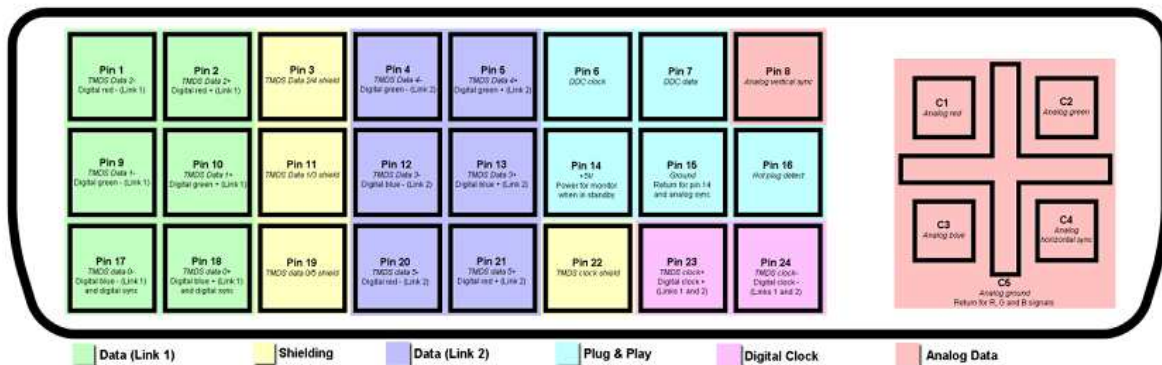 Pin 1
TMDS Data 2-
Digital red - (Link 1)
Pin 2
TMDS Data 2+
Digital red + (Link 1)
Pin 3
TMDS Data 2/4 shield
Pin 4
TMDS Data 4-
Digital green - (Link 2)
Pin 5
TMDS Data 4+
Digital green + (Link 2)
Pin 6
DDC clock
Pin 7
DDC data
Pin 8
Analog vertical sync
Pin 9
TMDS Data 1-
Digital green - (Link 1)
Pin 10
TMDS Data 1+
Digital green + (Link 1)
Pin 11
TMDS Data 1/3 shield
Pin 12
TMDS Data 3-
Digital blue - (Link 2)
Pin 13
TMDS Data 3+
Digital blue + (Link 2)
Pin 14
+5V
Power for monitor
when in standby
Pin 15
Ground
Return for pin 14
and analog sync
Pin 16
Hot plug detect
Pin 17
TMDS data 0-
Digital blue - (Link 1)
and digital sync
Pin 18
TMDS data 0+
Digital blue + (Link 1)
and digital sync
Pin 19
TMDS data 0/5 shield
Pin 20
TMDS data 5-
Digital red - (Link 2)
Pin 21
TMDS data 5+
Digital red + (Link 2)
Pin 22
TMDS clock shield
Pin 23
TMDS clock+
Digital clock +
(Links 1 and 2)
Pin 24
TMDS clock-
Digital clock -
(Links 1 and 2)
C1
Analog red
C2
Analog green
C3
Analog blue
C4
Analog
horizontal sync
C5
Analog ground
Return for R, G and B signals
Data (Link 1)
Shielding
Data (Link 2)
Plug & Play
Digital Clock
Analog Data